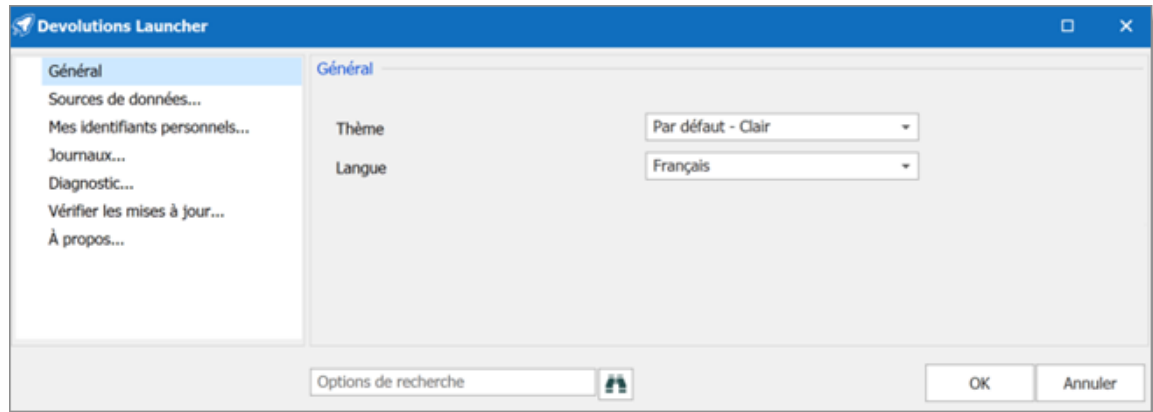 Devolutions Launcher
Général
Sources de données...
Mes identifiants personnels...
Journaux...
Diagnostic...
Vérifier les mises à jour...
À propos...
Général
Thème
Par défaut - Clair
Langue
Français
Options de recherche
OK
Annuler